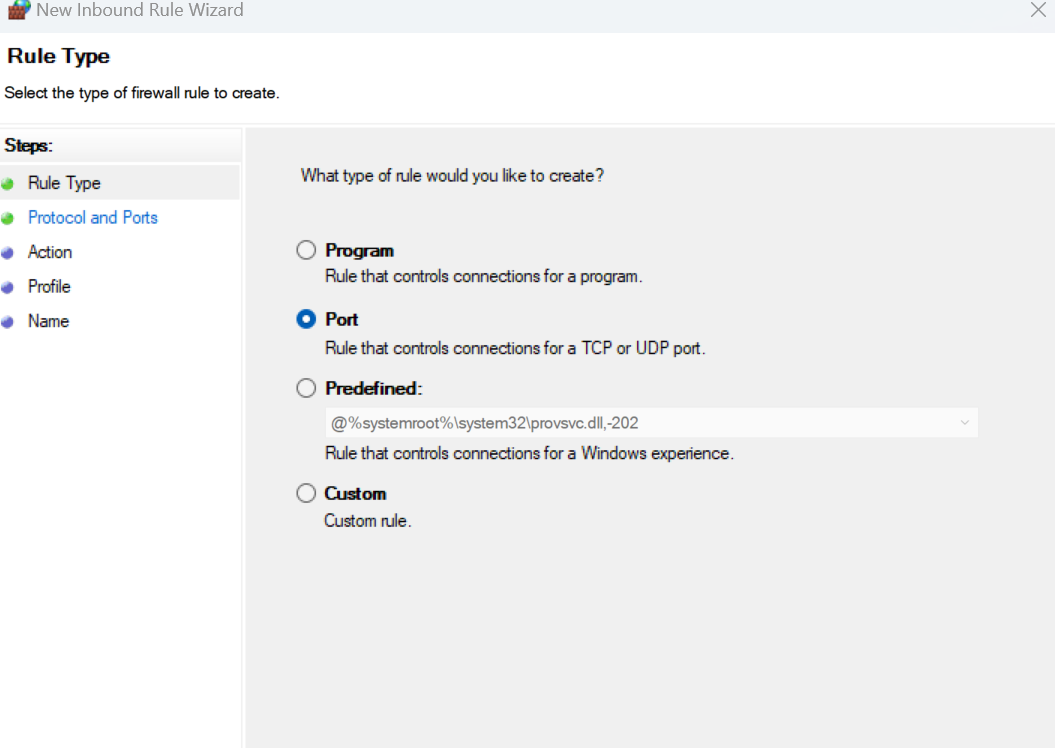 New Inbound Rule Wizard
Rule Type
Select the type of firewall rule to create.
Steps:
Rule Type
Protocol and Ports
Action
Profile
Name
What type of rule would you like to create?
Program
Rule that controls connections for a program.
Port
Rule that controls connections for a TCP or UDP port.
Predefined:
@%systemroot%\system32\provsvc.dll,-202
Rule that controls connections for a Windows experience.
Custom
Custom rule.